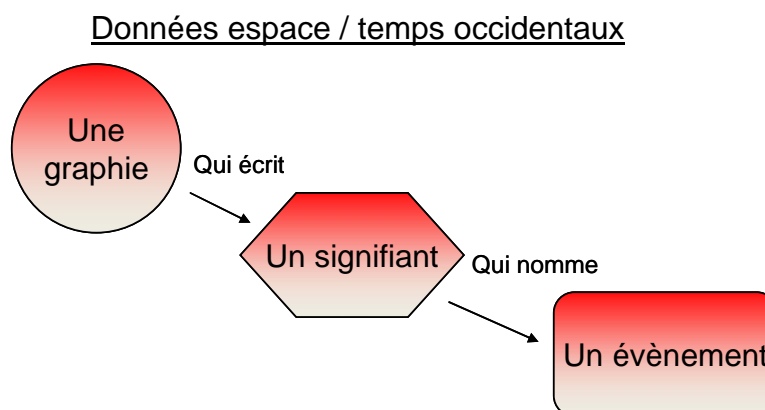 Données espace / temps occidentaux
Une
graphie
Qui écrit
Un signifiant
Qui nomme
Un évènement